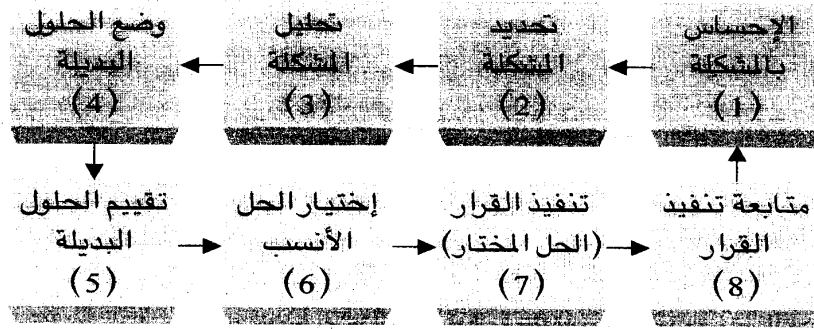 الإحساس
بالمشكلة
(1)
تحديد
المشكلة
(2)
تحليل
المشكلة
(3)
وضع الحلول
البديلة
(4)
تقييم الحلول
البديلة
(5)
إختيار الحل
الأنسب
(6)
تنفيذ القرار
(الحل المختار)
(7)
متابعة تنفيذ
القرار
(8)